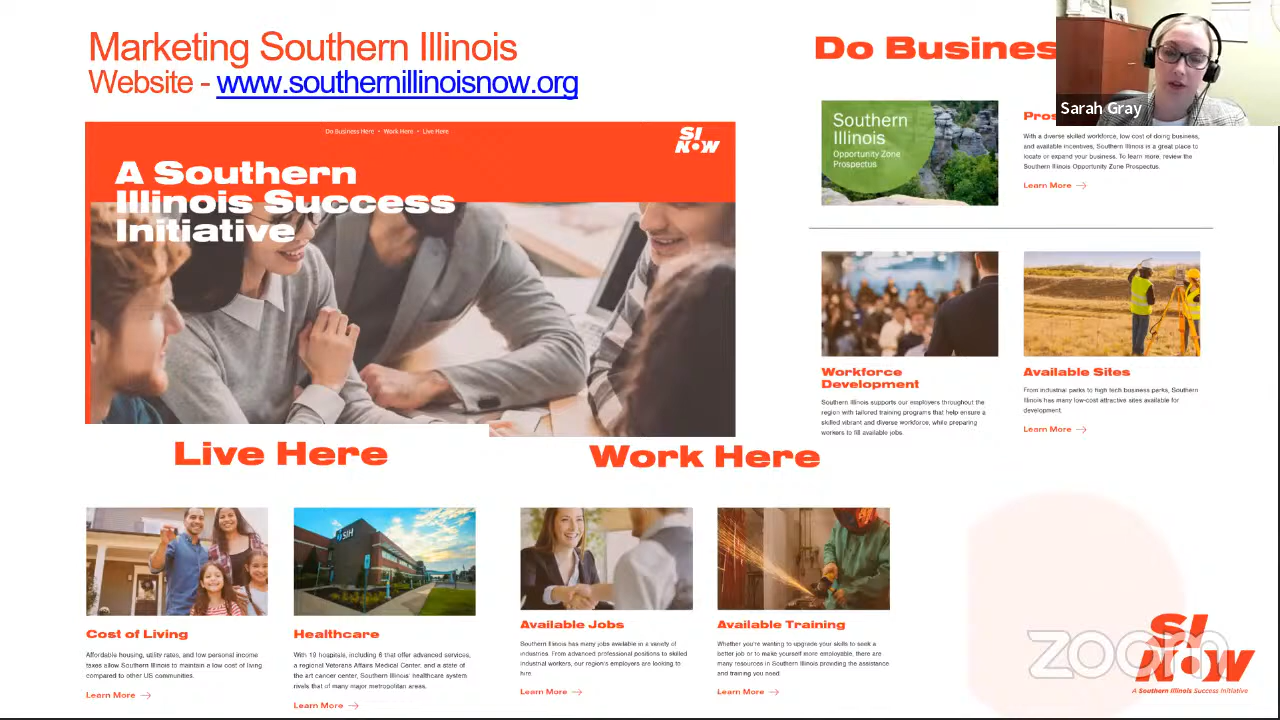 Marketing Southern Illinois
Website - www.southernillinoisnow.org
Do Business Here • Work Here • Live Here
SI
NOW
A Southern
Illinois Success
Initiative
Do Busines
Sarah Gray
Southern
Illinois
Opportunity Zone
Prospectus
Pros
With a diverse skilled workforce, low cost of doing business,
and available incentives, Southern Illinois is a great place to
locate or expand your business. To learn more, review the
Southern Illinois Opportunity Zone Prospectus.
Learn More →
Workforce
Development
Southern Illinois supports our employers throughout the
region with tailored training programs that help ensure a
skilled vibrant and diverse workforce, while preparing
workers to fill available jobs.
Available Sites
From industrial parks to high tech business parks, Southern
Illinois has many low-cost attractive sites available for
development.
Learn More →
Live Here
SIH
Cost of Living
Affordable housing, utility rates, and low personal income
taxes allow Southern Illinois to maintain a low cost of living
compared to other US communities.
Learn More →
Healthcare
With 19 hospitals, including 6 that offer advanced services,
a regional Veterans Affairs Medical Center, and a state of
the art cancer center, Southern Illinois' healthcare system
rivals that of many major metropolitan areas.
Learn More →
Work Here
Available Jobs
Southern Illinois has many jobs available in a variety of
industries. From advanced professional positions to skilled
industrial workers, our region's employers are looking to
hire.
Learn More →
Available Training
Whether you're wanting to upgrade your skills to seek a
better job or to make yourself more employable, there are
many resources in Southern Illinois providing the assistance
and training you need.
Learn More →
zoom
SI
NOW
A Southern Illinois Success Initiative